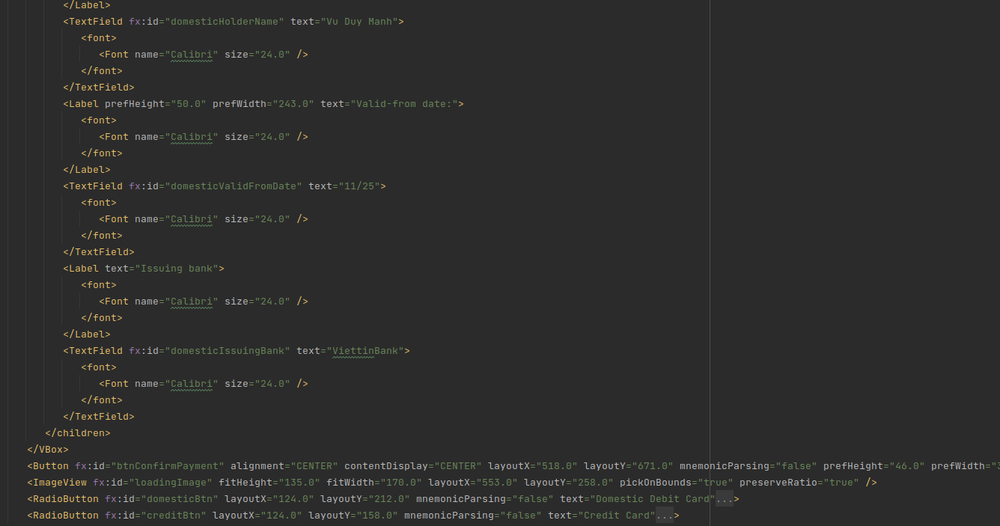 </Label>
<TextField fx:id="domesticHolderName" text="Vu Duy Manh">
<font>
<Font name="Calibri" size="24.0" />
</font>
</TextField>
<Label prefHeight="50.0" prefWidth="243.0" text="Valid-from date:">
<font>
<Font name="Calibri" size="24.0" />
</font>
</Label>
<TextField fx:id="domesticValidFromDate" text="11/25">
<font>
<Font name="Calibri" size="24.0" />
</font>
</TextField>
<Label text="Issuing bank">
<font>
<Font name="Calibri" size="24.0" />
</font>
</Label>
<TextField fx:id="domesticIssuingBank" text="ViettinBank">
<font>
<Font name="Calibri" size="24.0" />
</font>
</TextField>
</children>
</VBox>
<Button fx:id="btnConfirmPayment" alignment="CENTER" contentDisplay="CENTER" layoutX="518.0" layoutY="671.0" mnemonicParsing="false" prefHeight="46.0" prefWidth="
<ImageView fx:id="loadingImage" fitHeight="135.0" fitWidth="170.0" layoutX="553.0" layoutY="258.0" pickOnBounds="true" preserveRatio="true" />
<RadioButton fx:id="domesticBtn" layoutX="124.0" layoutY="212.0" mnemonicParsing="false" text="Domestic Debit Card"...>
<RadioButton fx:id="creditBtn" layoutX="124.0" layoutY="158.0" mnemonicParsing="false" text="Credit Card"...>